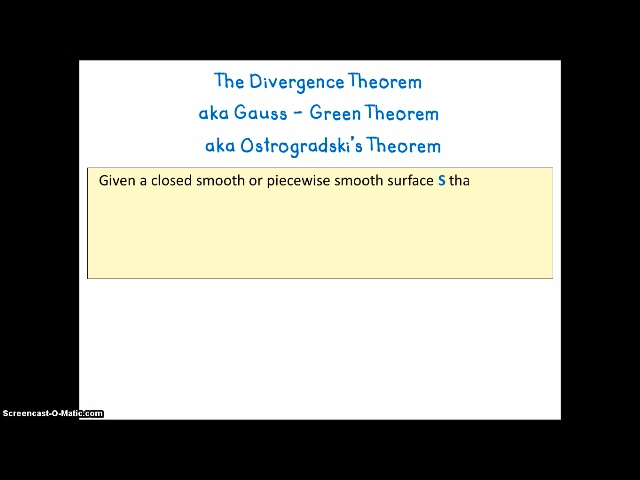 The Divergence Theorem
aka Gauss - Green Theorem
aka Ostrogradski's Theorem
Given a closed smooth or piecewise smooth surface S tha
Screencast-O-Matic.com